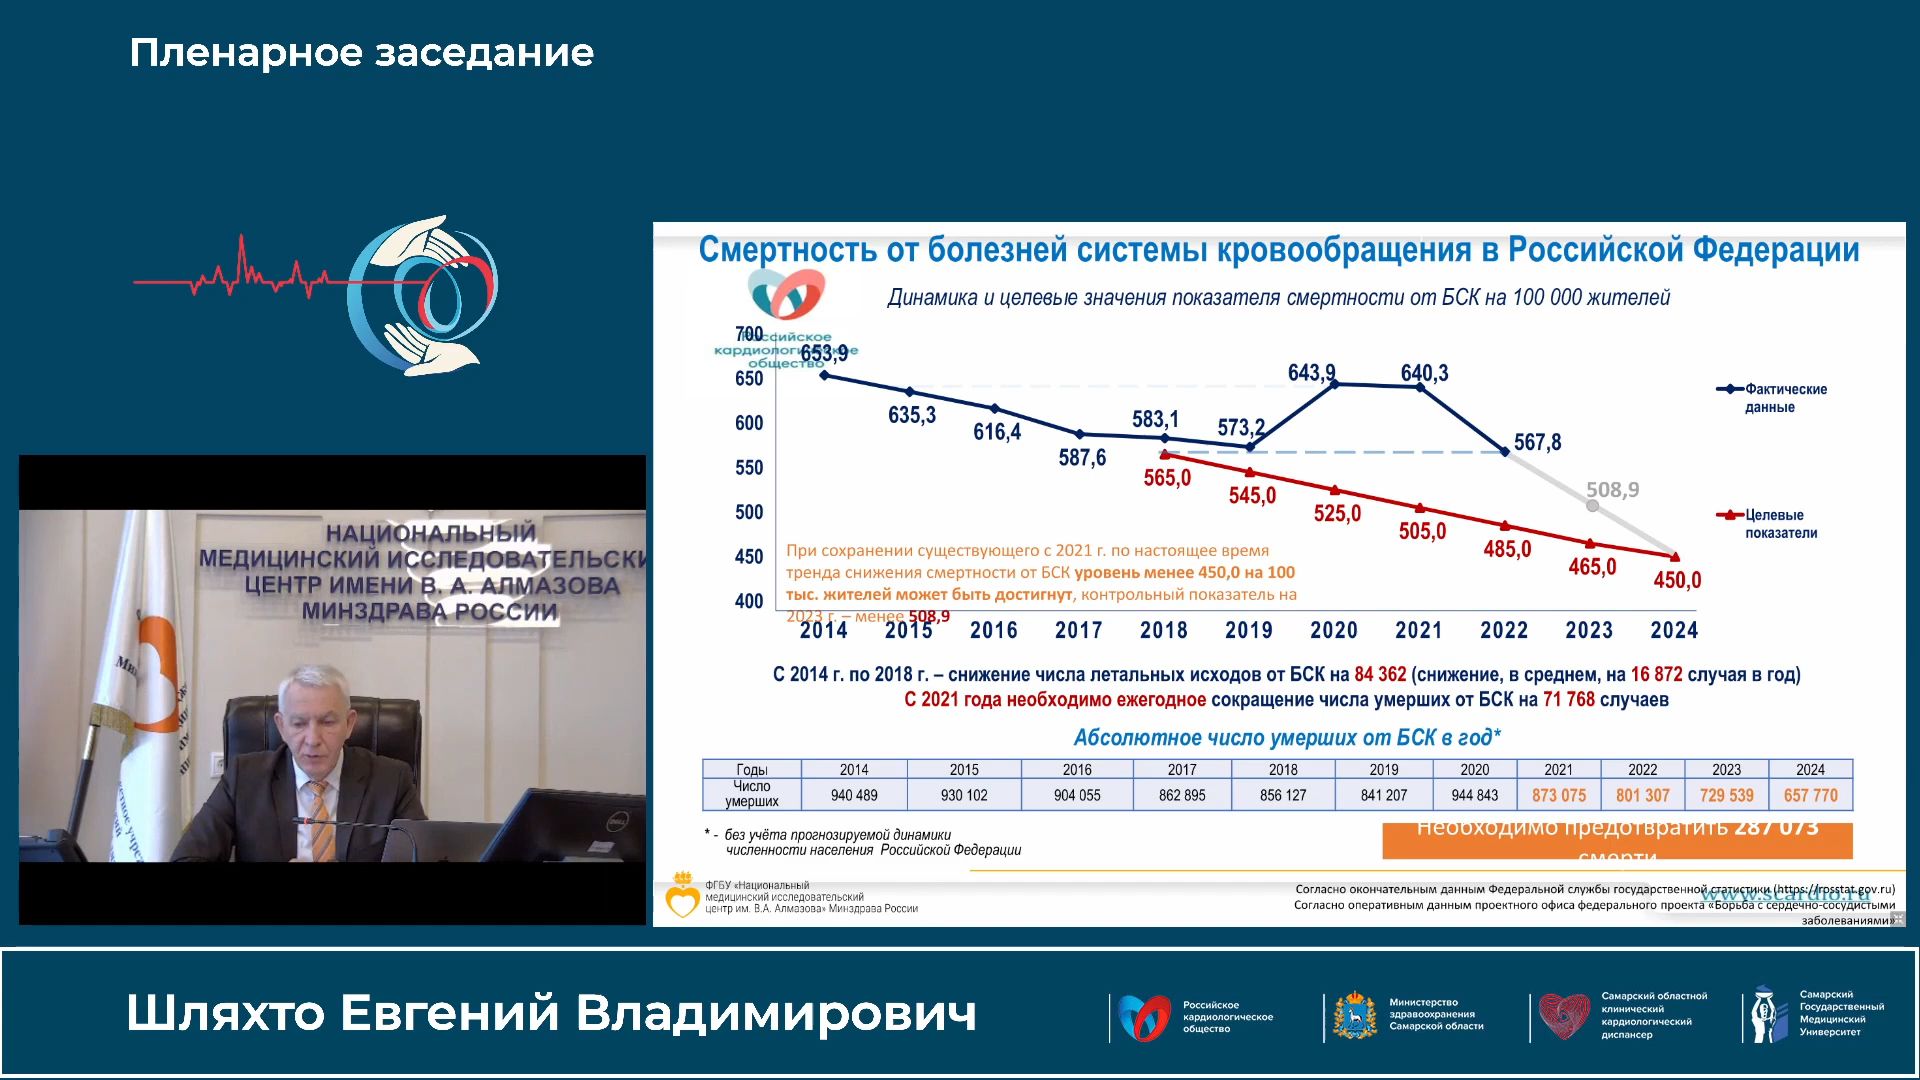 Пленарное заседание
Смертность от болезней системы кровообращения в Российской Федерации
Динамика и целевые значения показателя смертности от БСК на 100 000 жителей
Российское
кардиологическое
общество
700
650
600
550
500
450
400
653,9
635,3
616,4
587,6
583,1
573,2
643,9
640,3
567,8
508,9
565,0
545,0
525,0
505,0
485,0
465,0
450,0
Фактические
данные
Целевые
показатели
При сохранении существующего с 2021 г. по настоящее время
тренда снижения смертности от БСК уровень менее 450,0 на 100
тыс. жителей может быть достигнут, контрольный показатель на
2023 г. – менее 508,9
2014 2015 2016 2017 2018 2019 2020 2021 2022 2023 2024
С 2014 г. по 2018 г. – снижение числа летальных исходов от БСК на 84 362 (снижение, в среднем, на 16 872 случая в год)
С 2021 года необходимо ежегодное сокращение числа умерших от БСК на 71 768 случаев
Абсолютное число умерших от БСК в год*
Годы 2014 2015 2016 2017 2018 2019 2020 2021 2022 2023 2024
Число умерших 940 489 930 102 904 055 862 895 856 127 841 207 944 843 873 075 801 307 729 539 657 770
* - без учёта прогнозируемой динамики
численности населения Российской Федерации
Необходимо предотвратить 287 073
смерти
ФГБУ «Национальный
медицинский исследовательский
центр им. В.А. Алмазова» Минздрава России
Согласно окончательным данным Федеральной службы государственной статистики (https://rosstat.gov.ru)
www.scardio.ru
Согласно оперативным данным проектного офиса федерального проекта «Борьба с сердечно-сосудистыми
заболеваниями»
НАЦИОНАЛЬНЫЙ
МЕДИЦИНСКИЙ ИССЛЕДОВАТЕЛЬСКИ
ЦЕНТР ИМЕНИ В. А. АЛМАЗОВА
МИНЗДРАВА РОССИИ
DELL
Шляхто Евгений Владимирович
Российское
кардиологическое
общество
Министерство
здравоохранения
Самарской области
Самарский областной
клинический
кардиологический
диспансер
Самарский
Государственный
Медицинский
Университет